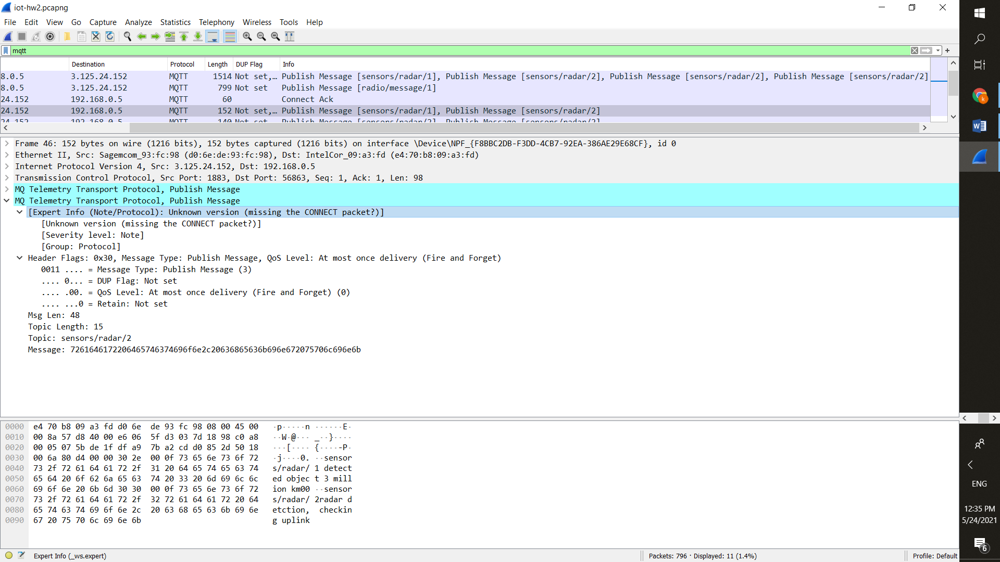 iot-hw2.pcapng
File Edit View Go Capture Analyze Statistics Telephony Wireless Tools Help
mqtt
Destination Protocol Length DUP Flag Info
8.0.5 3.125.24.152 MQTT 1514 Not set,… Publish Message [sensors/radar/1], Publish Message [sensors/radar/2], Publish Message [sensors/radar/2], Publish Message [sensors/radar/2]
8.0.5 3.125.24.152 MQTT 799 Not set Publish Message [radio/message/1]
24.152 192.168.0.5 MQTT 60 Connect Ack
24.152 192.168.0.5 MQTT 152 Not set,… Publish Message [sensors/radar/1], Publish Message [sensors/radar/2]
24.152 192.168.0.5 MQTT 140 Not set Publish Message [sensors/radar/2], Publish Message [sensors/radar/2]
Frame 46: 152 bytes on wire (1216 bits), 152 bytes captured (1216 bits) on interface \Device\NPF_{F8BBC2DB-F3DD-4CB7-92EA-386AE29E68CF}, id 0
Ethernet II, Src: Sagemcom_93:fc:98 (d0:6e:de:93:fc:98), Dst: IntelCor_09:a3:fd (e4:70:b8:09:a3:fd)
Internet Protocol Version 4, Src: 3.125.24.152, Dst: 192.168.0.5
Transmission Control Protocol, Src Port: 1883, Dst Port: 56863, Seq: 1, Ack: 1, Len: 98
MQ Telemetry Transport Protocol, Publish Message
MQ Telemetry Transport Protocol, Publish Message
[Expert Info (Note/Protocol): Unknown version (missing the CONNECT packet?)]
[Unknown version (missing the CONNECT packet?)]
[Severity level: Note]
[Group: Protocol]
Header Flags: 0x30, Message Type: Publish Message, QoS Level: At most once delivery (Fire and Forget)
0011 .... = Message Type: Publish Message (3)
.... 0... = DUP Flag: Not set
.... .00. = QoS Level: At most once delivery (Fire and Forget) (0)
.... ...0 = Retain: Not set
Msg Len: 48
Topic Length: 15
Topic: sensors/radar/2
Message: 7261646172206465746374696f6e2c20636865636b696e672075706c696e6b
0000 e4 70 b8 09 a3 fd d0 6e de 93 fc 98 08 00 45 00 ·p·····n ······E·
0010 00 8a 57 d8 40 00 e6 06 5f d3 03 7d 18 98 c0 a8 ··W·@··· _··}····
0020 00 05 07 5b de 1f df a9 7b a2 cd d0 85 2d 50 18 ···[···· {····-P·
0030 00 6a 80 d4 00 00 30 2e 00 0f 73 65 6e 73 6f 72 ·j····0. ··sensor
0040 73 2f 72 61 64 61 72 2f 31 20 64 65 74 65 63 74 s/radar/ 1 detect
0050 65 64 20 6f 62 6a 65 63 74 20 33 20 6d 69 6c 6c ed objec t 3 mill
0060 69 6f 6e 20 6b 6d 30 30 00 0f 73 65 6e 73 6f 72 ion km00 ··sensor
0070 73 2f 72 61 64 61 72 2f 32 72 61 64 61 72 20 64 s/radar/ 2radar d
0080 65 74 63 74 69 6f 6e 2c 20 63 68 65 63 6b 69 6e etction, checkin
0090 67 20 75 70 6c 69 6e 6b g uplink
Expert Info (_ws.expert) Packets: 796 · Displayed: 11 (1.4%) Profile: Default
k
W
ENG
12:35 PM
5/24/2021
6